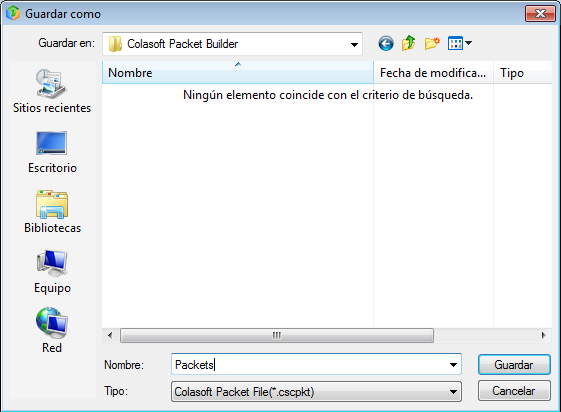 Guardar como
Guardar en: Colasoft Packet Builder
Nombre Fecha de modifica... Tipo
Ningún elemento coincide con el criterio de búsqueda.
Sitios recientes
Escritorio
Bibliotecas
Equipo
Red
Nombre: Packets Guardar
Tipo: Colasoft Packet File(*.cscpkt) Cancelar